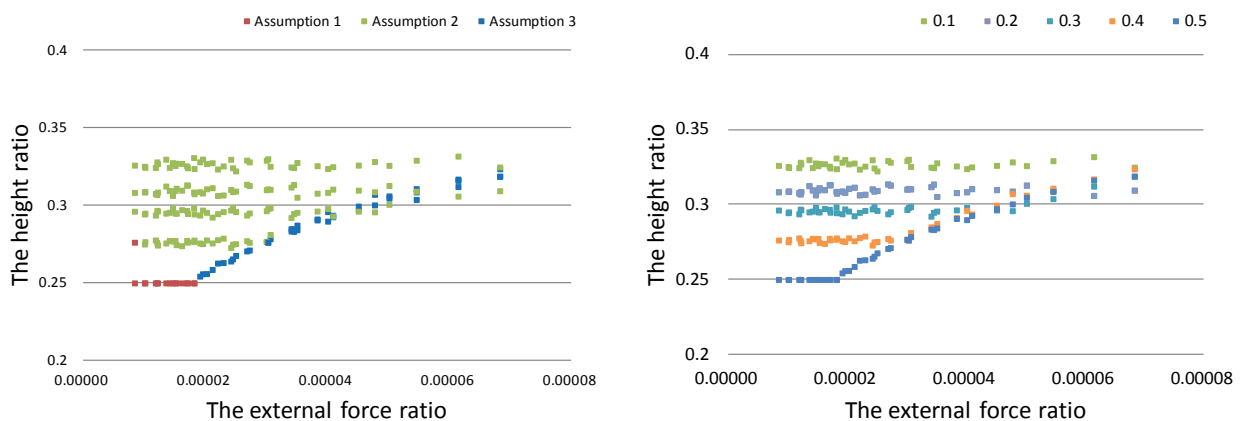 Assumption 1 Assumption 2 Assumption 3
0.4
0.35
0.3
0.25
0.2
The height ratio
0.00000 0.00002 0.00004 0.00006 0.00008
The external force ratio
0.1 0.2 0.3 0.4 0.5
0.4
0.35
0.3
0.25
0.2
The height ratio
0.00000 0.00002 0.00004 0.00006 0.00008
The external force ratio